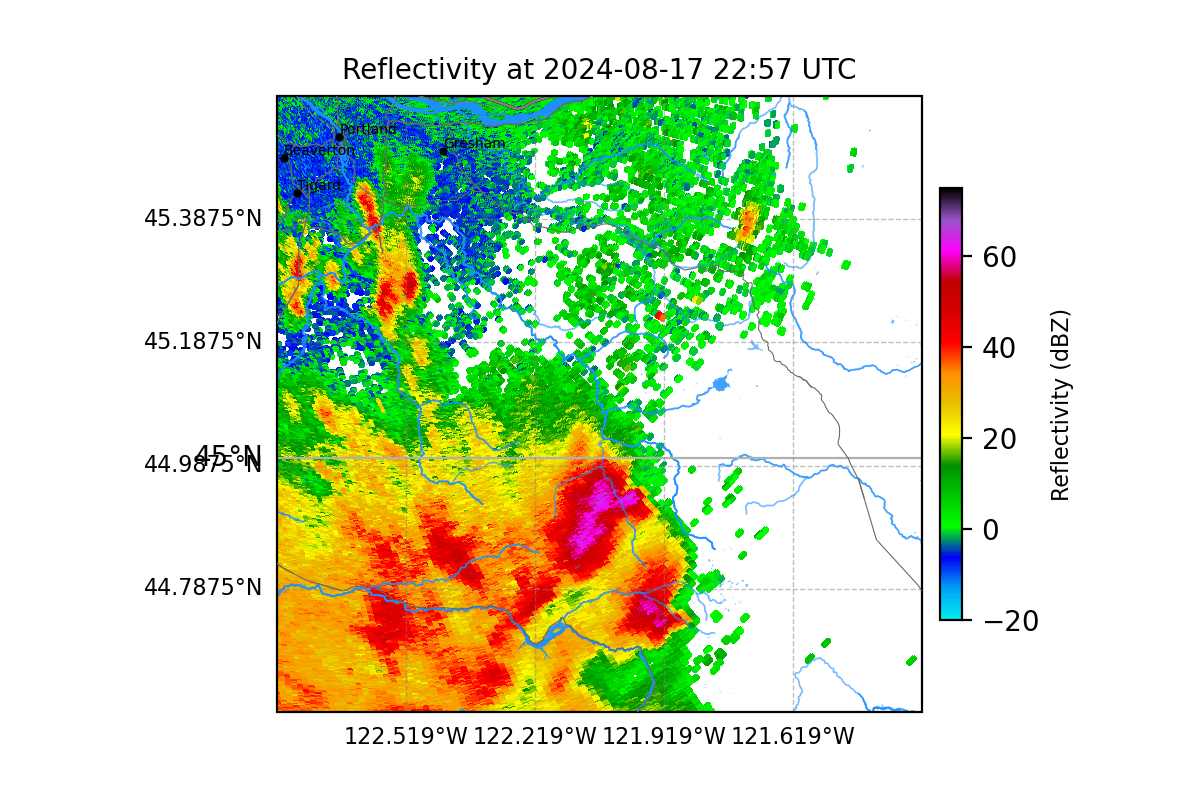 Reflectivity at 2024-08-17 22:57 UTC
Portland
Gresham
Beaverton
Tigard
45.3875°N
45.1875°N
45°N
44.9875°N
44.7875°N
122.519°W 122.219°W 121.919°W 121.619°W
60
40
20
0
−20
Reflectivity (dBZ)